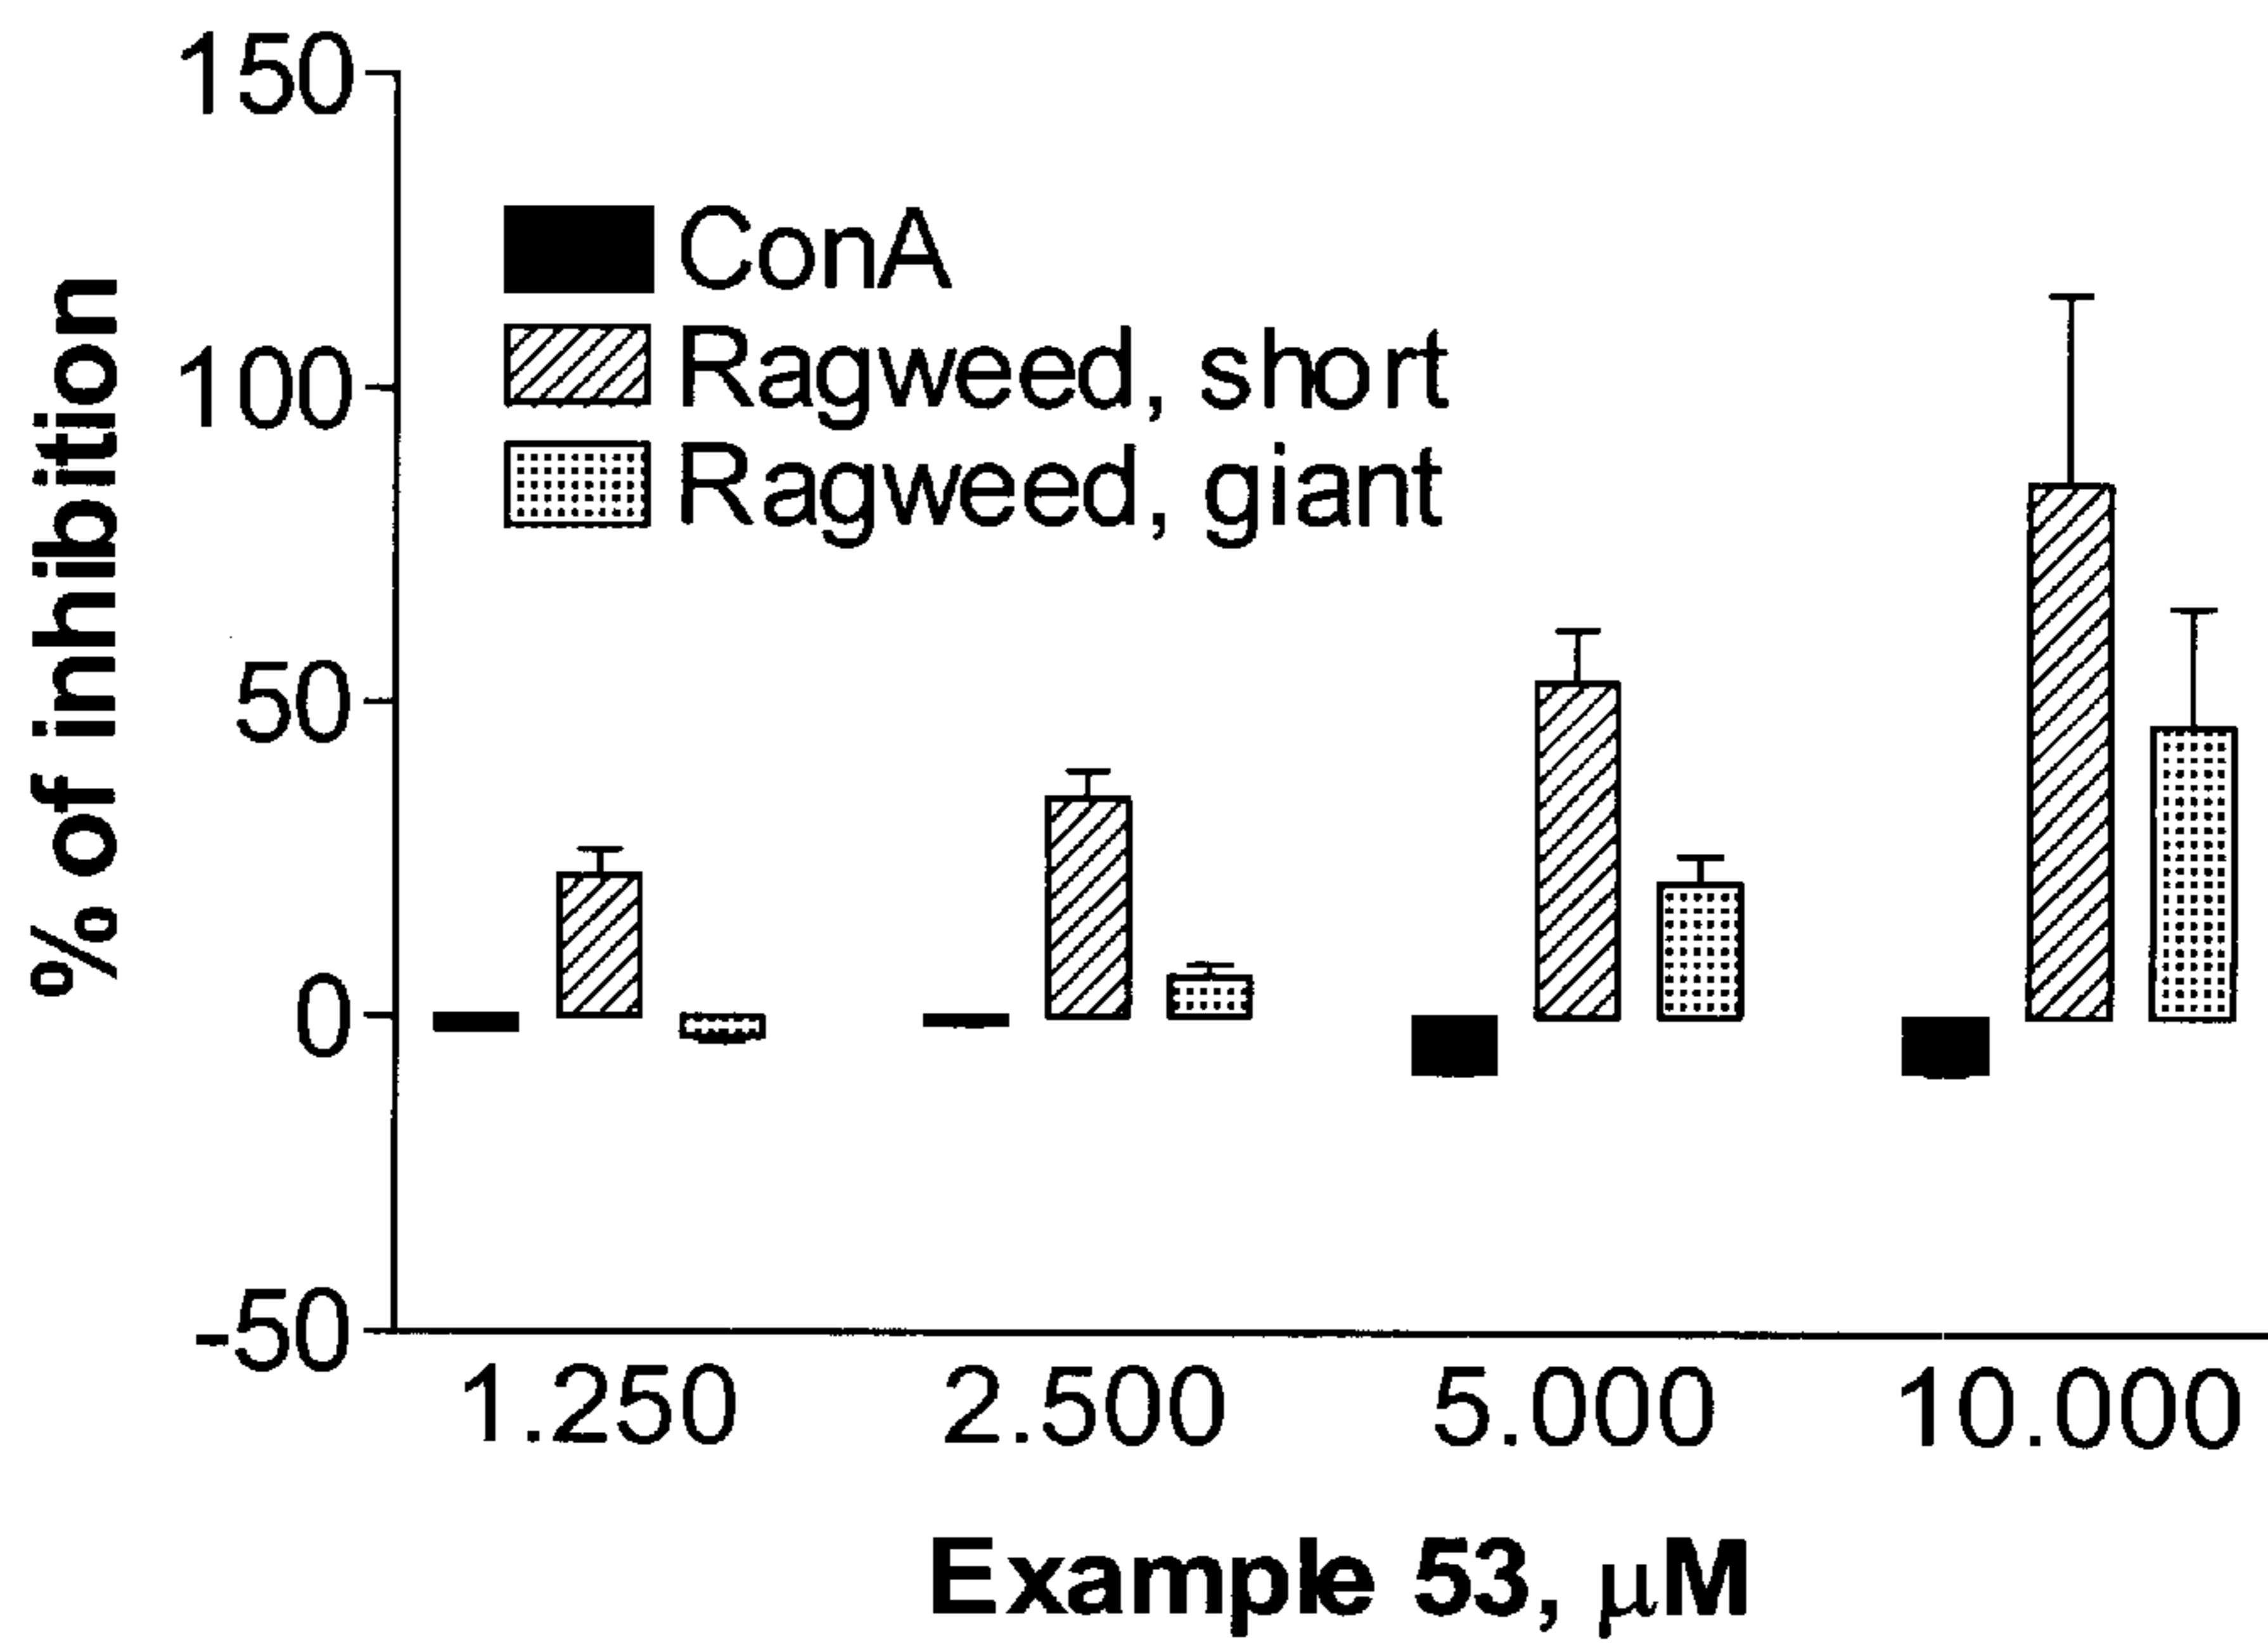 % of inhibition
150
100
50
0
-50
ConA
Ragweed, short
Ragweed, giant
1.250 2.500 5.000 10.000
Example 53, μM